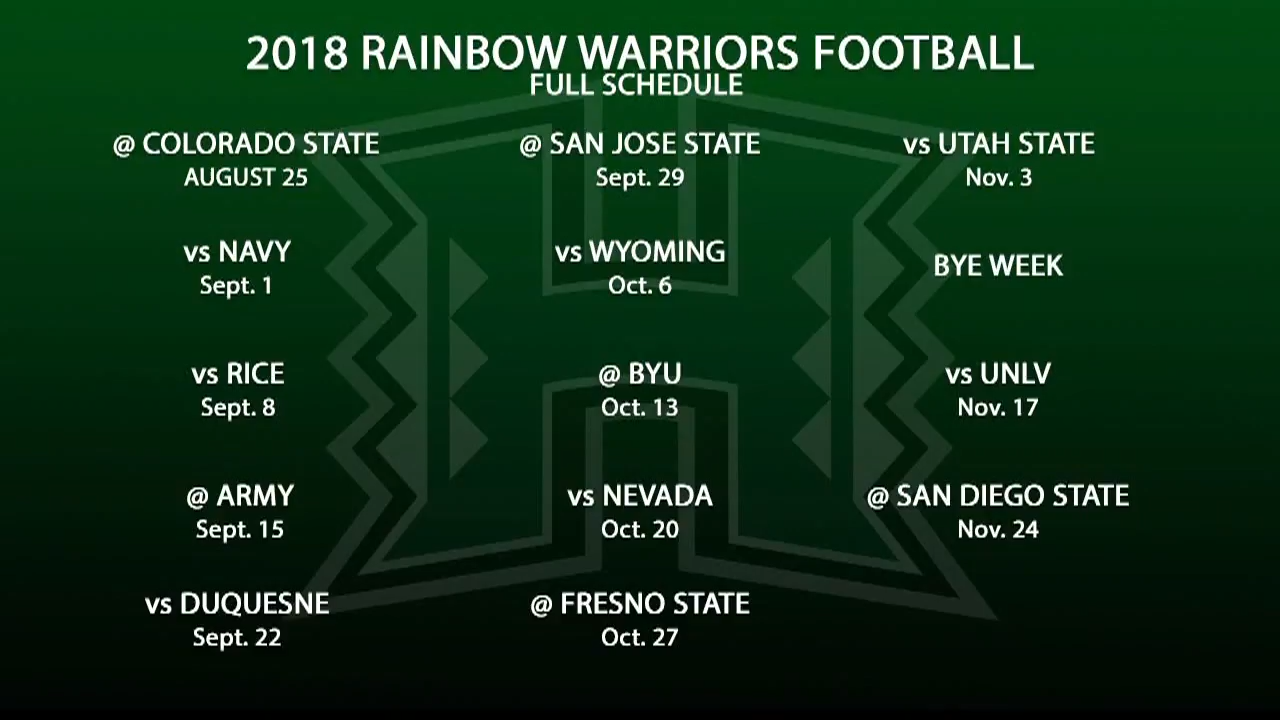 2018 RAINBOW WARRIORS FOOTBALL
FULL SCHEDULE
@ COLORADO STATE
AUGUST 25
vs NAVY
Sept. 1
vs RICE
Sept. 8
@ ARMY
Sept. 15
vs DUQUESNE
Sept. 22
@ SAN JOSE STATE
Sept. 29
vs WYOMING
Oct. 6
@ BYU
Oct. 13
vs NEVADA
Oct. 20
@ FRESNO STATE
Oct. 27
vs UTAH STATE
Nov. 3
BYE WEEK
vs UNLV
Nov. 17
@ SAN DIEGO STATE
Nov. 24